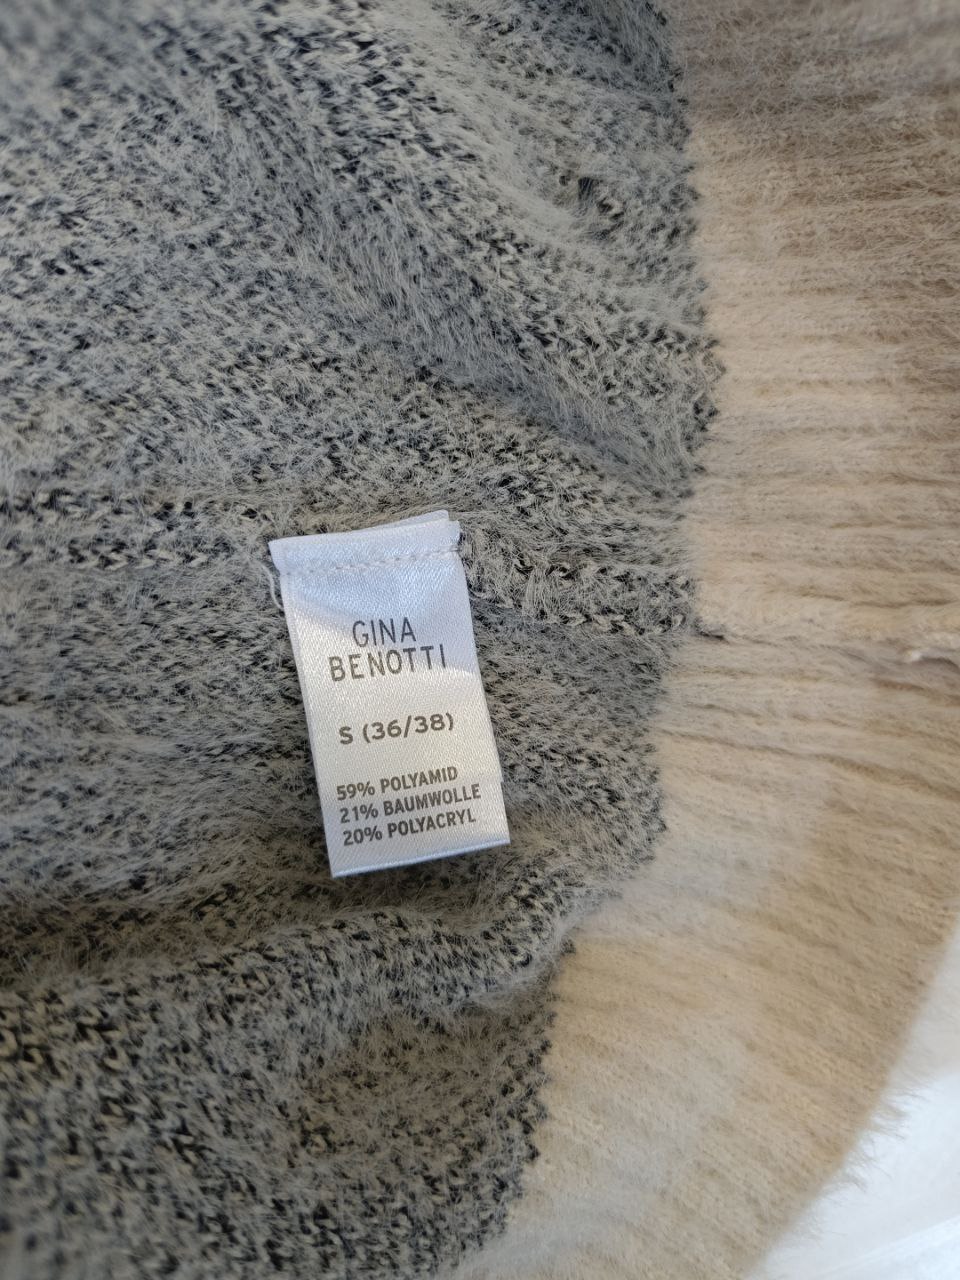 GINA
BENOTTI
S (36/38)
59% POLYAMID
21% BAUMWOLLE
20% POLYACRYL